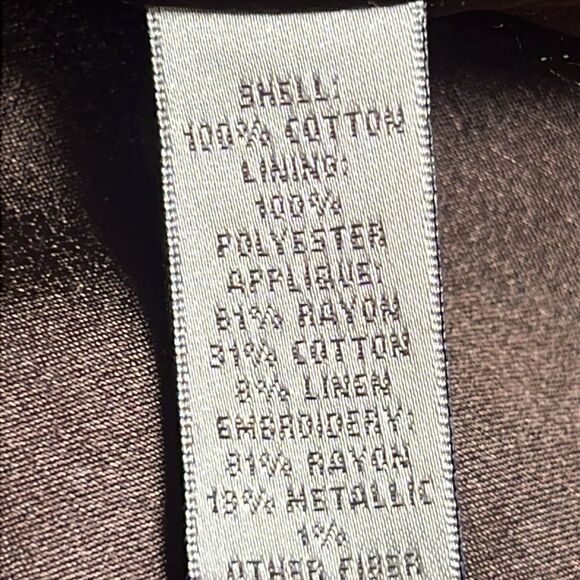 SHELL:
100% COTTON
LINING:
100%
POLYESTER
APPLIQUE:
61% RAYON
31% COTTON
8% LINEN
EMBROIDERY:
81% RAYON
18% METALLIC
1%
OTHER FIBER